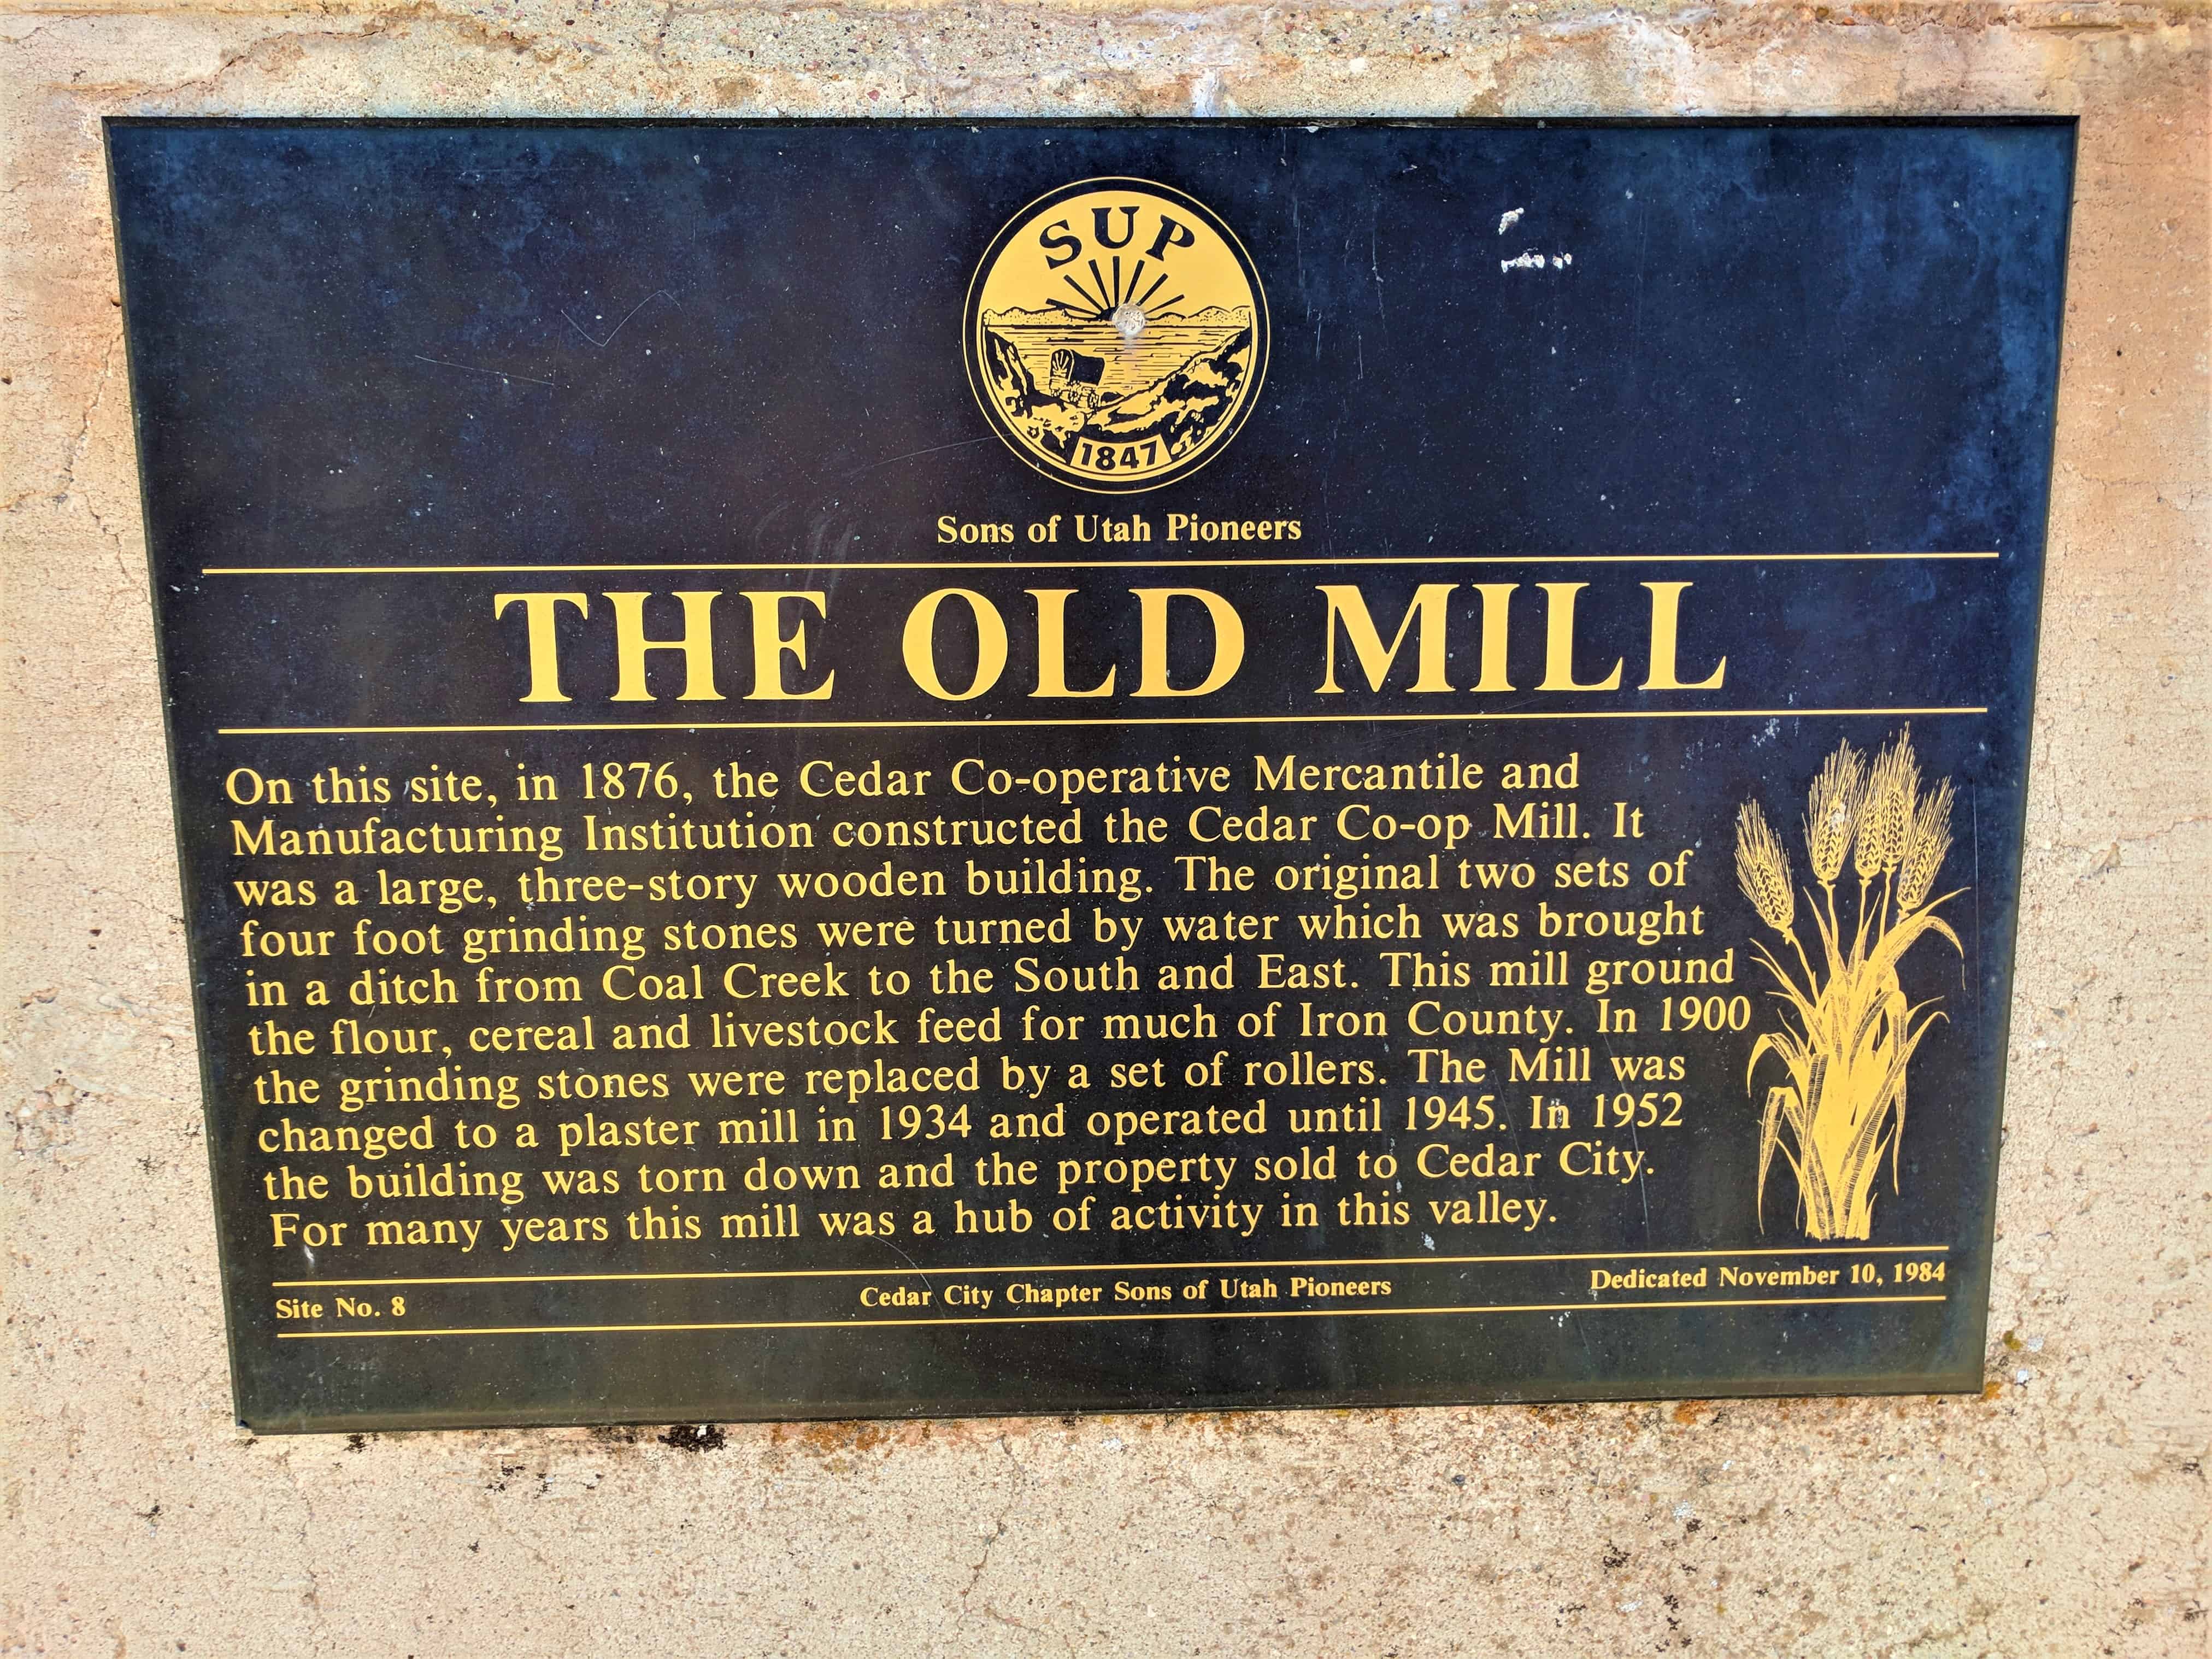 SUP
1847
Sons of Utah Pioneers
THE OLD MILL
On this site, in 1876, the Cedar Co-operative Mercantile and
Manufacturing Institution constructed the Cedar Co-op Mill. It
was a large, three-story wooden building. The original two sets of
four foot grinding stones were turned by water which was brought
in a ditch from Coal Creek to the South and East. This mill ground
the flour, cereal and livestock feed for much of Iron County. In 1900
the grinding stones were replaced by a set of rollers. The Mill was
changed to a plaster mill in 1934 and operated until 1945. In 1952
the building was torn down and the property sold to Cedar City.
For many years this mill was a hub of activity in this valley.
Site No. 8 Cedar City Chapter Sons of Utah Pioneers Dedicated November 10, 1984